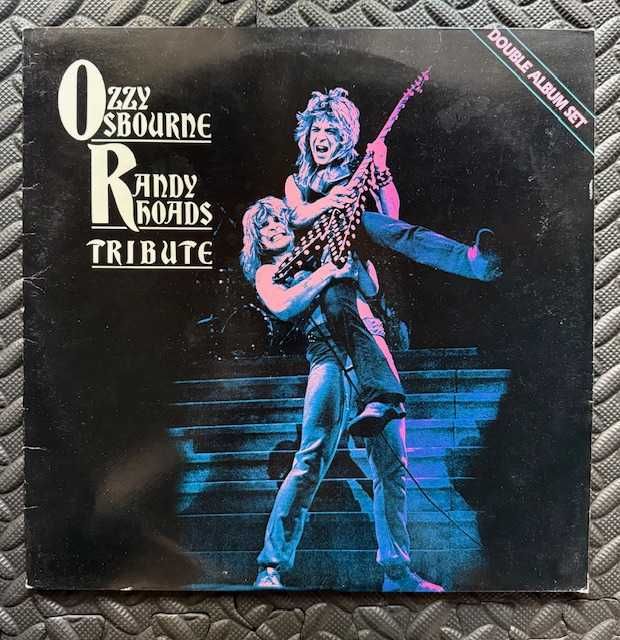 OZZY
OSBOURNE
RANDY
RHOADS
TRIBUTE
DOUBLE ALBUM SET